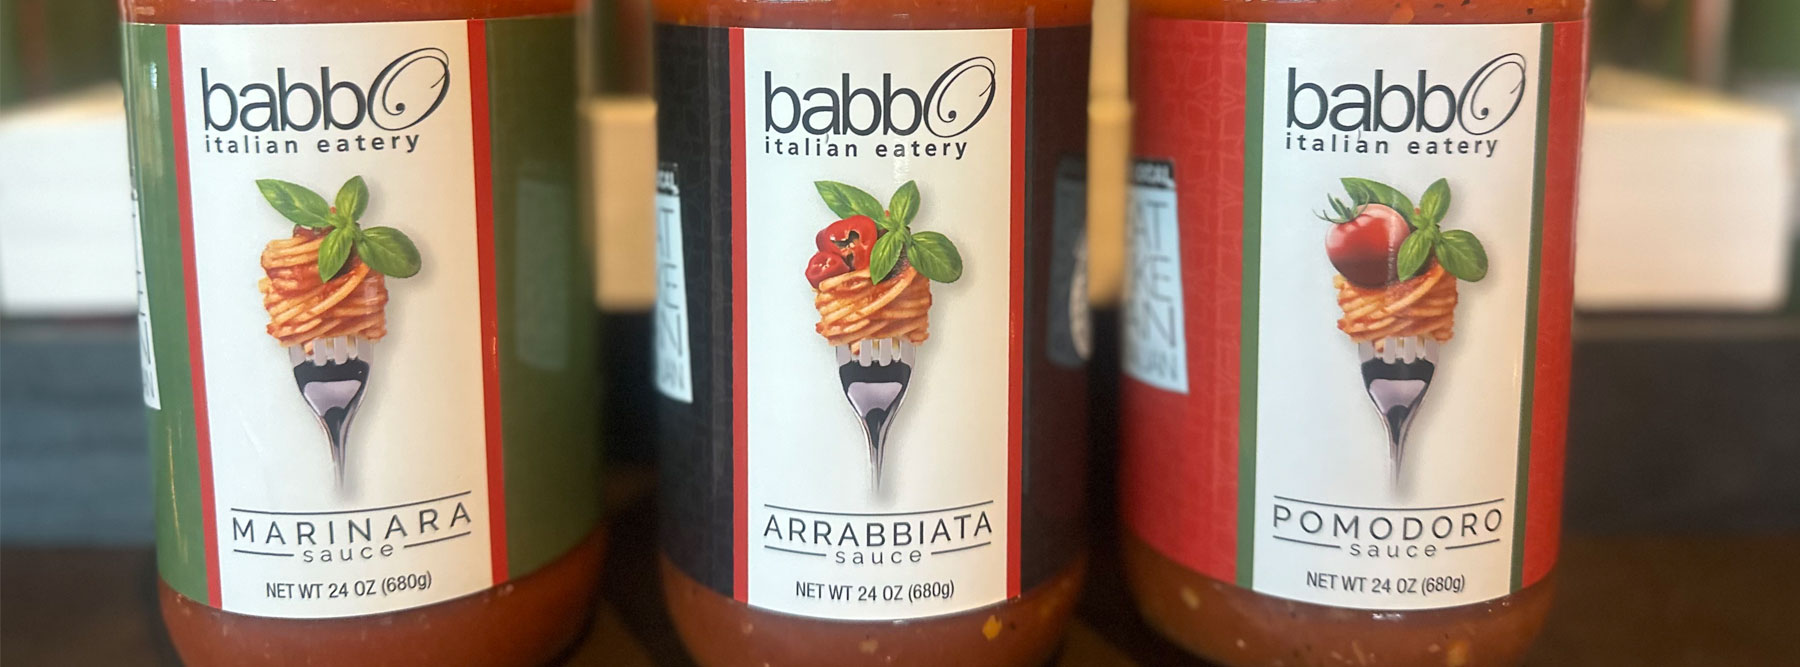 babbO
italian eatery
MARINARA
sauce
NET WT 24 OZ (680g)
babbO
italian eatery
ARRABBIATA
sauce
NET WT 24 OZ (680g)
babbO
italian eatery
POMODORO
sauce
NET WT 24 OZ (680g)